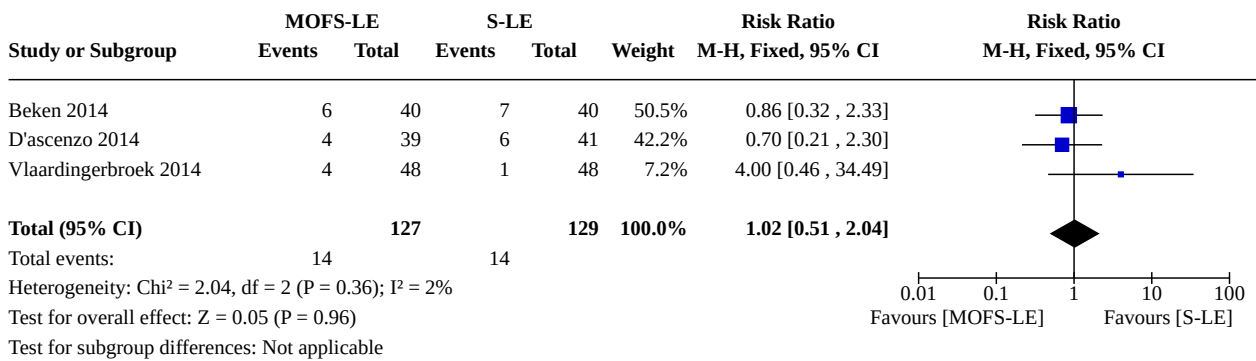 MOFS-LE S-LE Risk Ratio Risk Ratio
Study or Subgroup Events Total Events Total Weight M-H, Fixed, 95% CI M-H, Fixed, 95% CI
Beken 2014 6 40 7 40 50.5% 0.86 [0.32 , 2.33]
D'ascenzo 2014 4 39 6 41 42.2% 0.70 [0.21 , 2.30]
Vlaardingerbroek 2014 4 48 1 48 7.2% 4.00 [0.46 , 34.49]
Total (95% CI) 127 129 100.0% 1.02 [0.51 , 2.04]
Total events: 14 14
Heterogeneity: Chi² = 2.04, df = 2 (P = 0.36); I² = 2%
0.01 0.1 1 10 100
Test for overall effect: Z = 0.05 (P = 0.96)
Favours [MOFS-LE] Favours [S-LE]
Test for subgroup differences: Not applicable